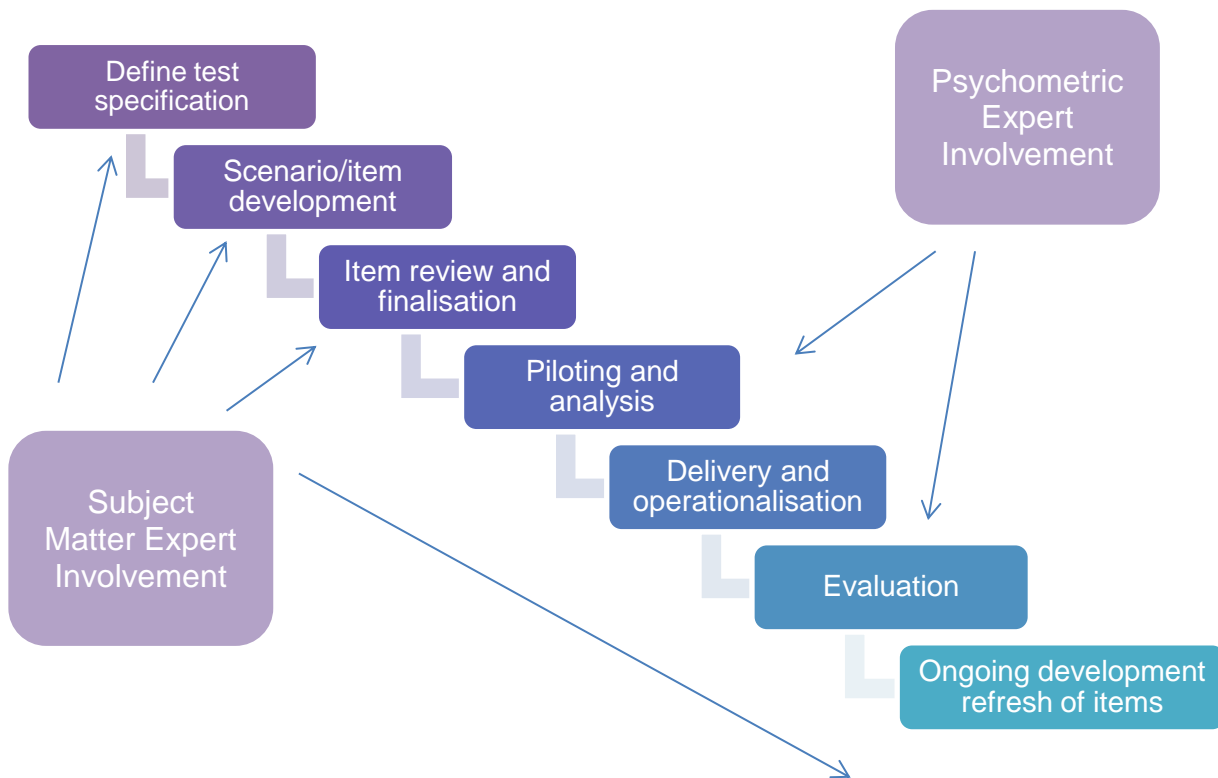 Define test
specification
Psychometric
Expert
Involvement
Scenario/item
development
Item review and
finalisation
Piloting and
analysis
Subject
Matter Expert
Involvement
Delivery and
operationalisation
Evaluation
Ongoing development
refresh of items